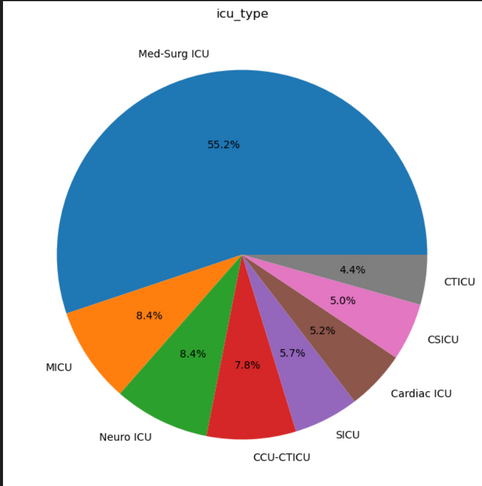 icu_type
Med-Surg ICU
55.2%
4.4%
CTICU
5.0%
8.4%
5.2%
CSICU
8.4%
5.7%
7.8%
MICU
Cardiac ICU
Neuro ICU
SICU
CCU-CTICU